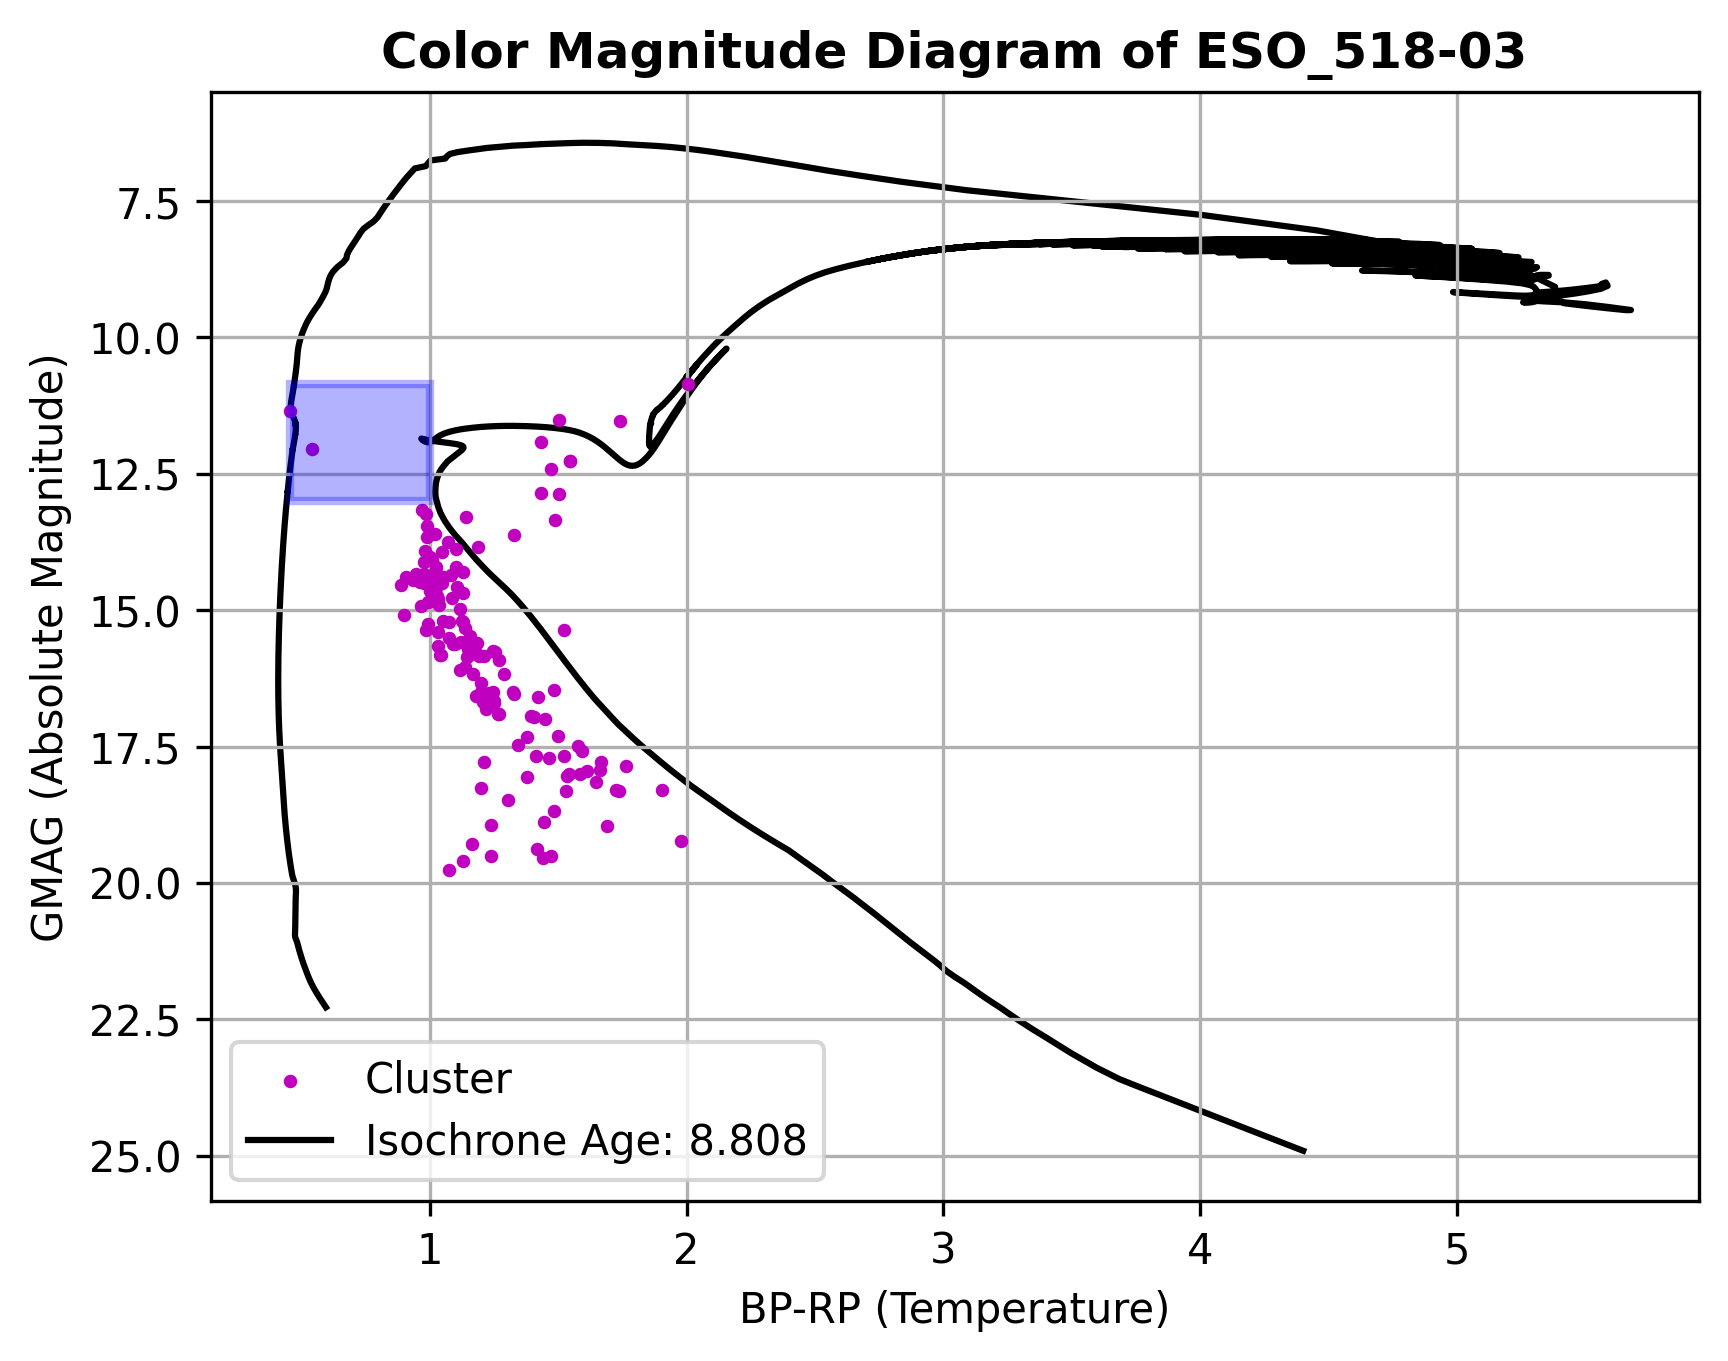 Color Magnitude Diagram of ESO_518-03
GMAG (Absolute Magnitude)
7.5
10.0
12.5
15.0
17.5
20.0
22.5
25.0
Cluster
Isochrone Age: 8.808
1 2 3 4 5
BP-RP (Temperature)